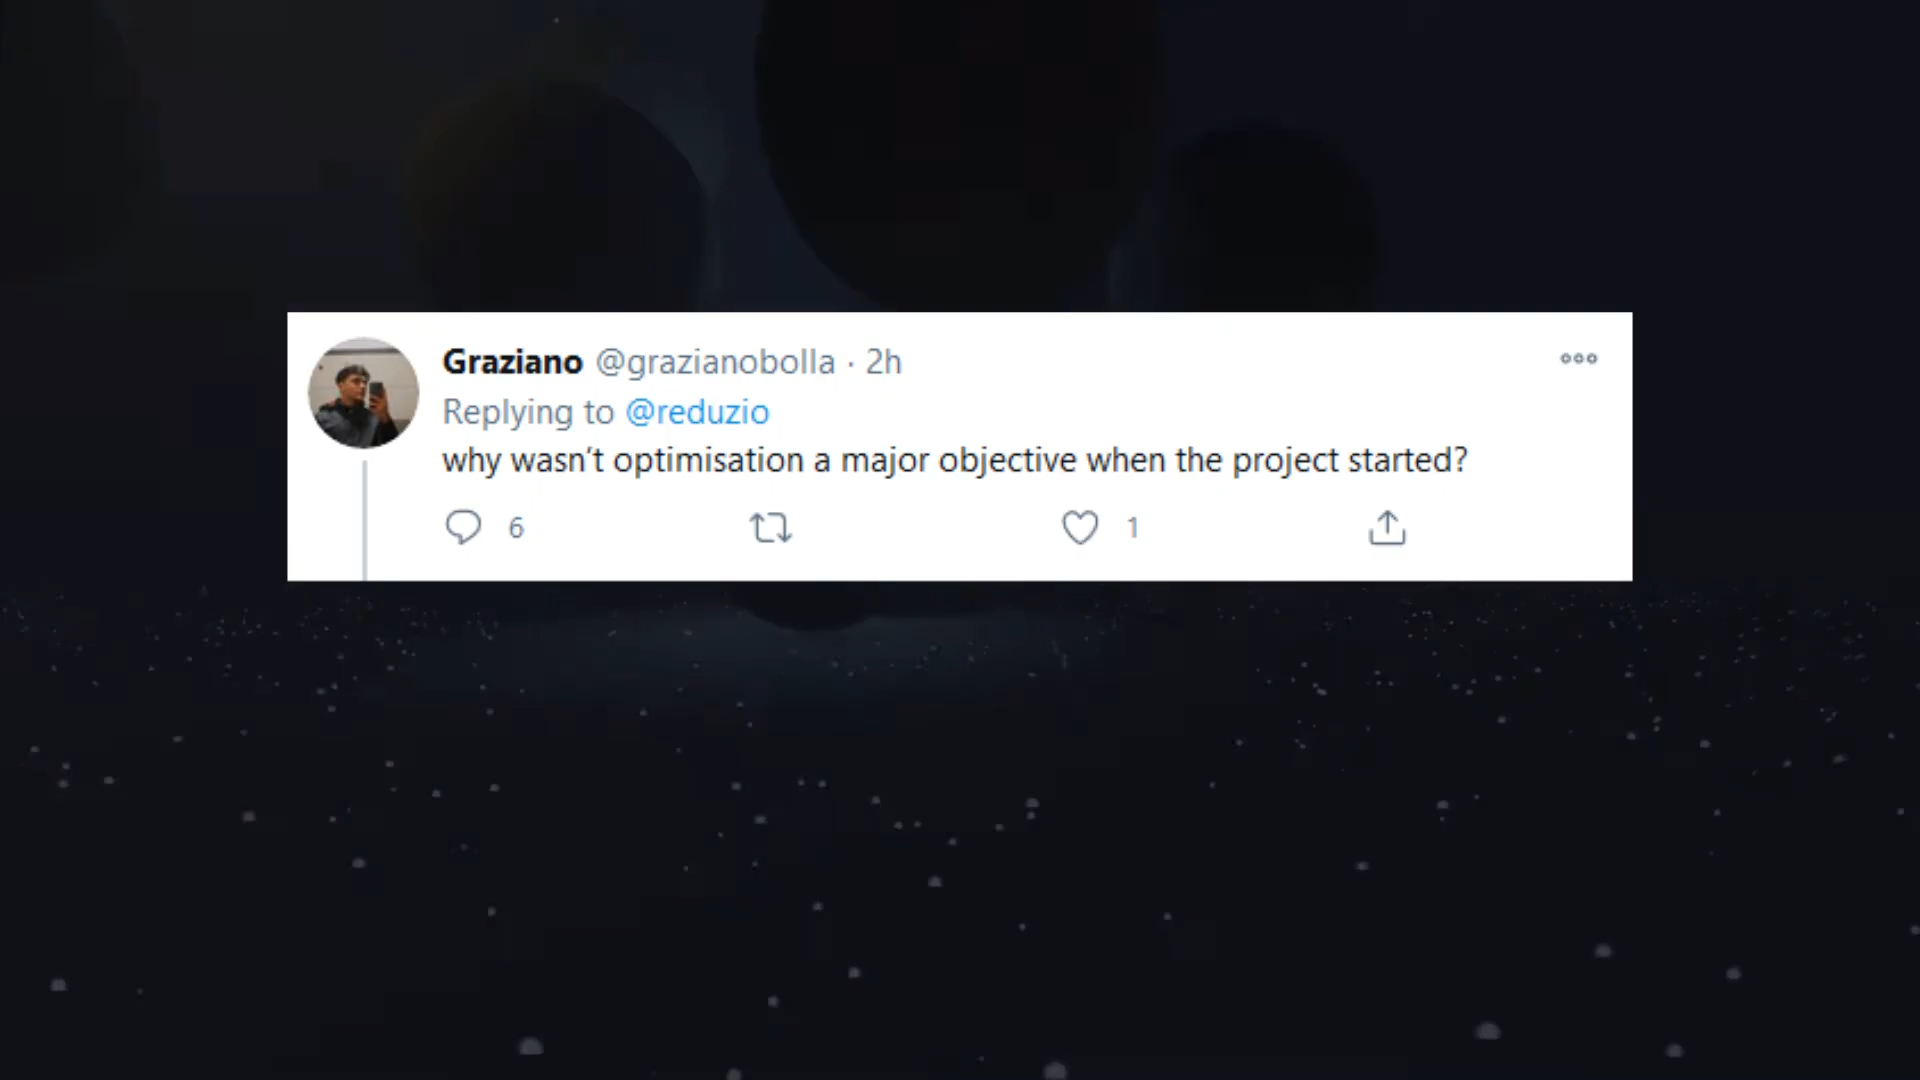 Graziano @grazianobolla · 2h
Replying to @reduzio
why wasn’t optimisation a major objective when the project started?
6 1